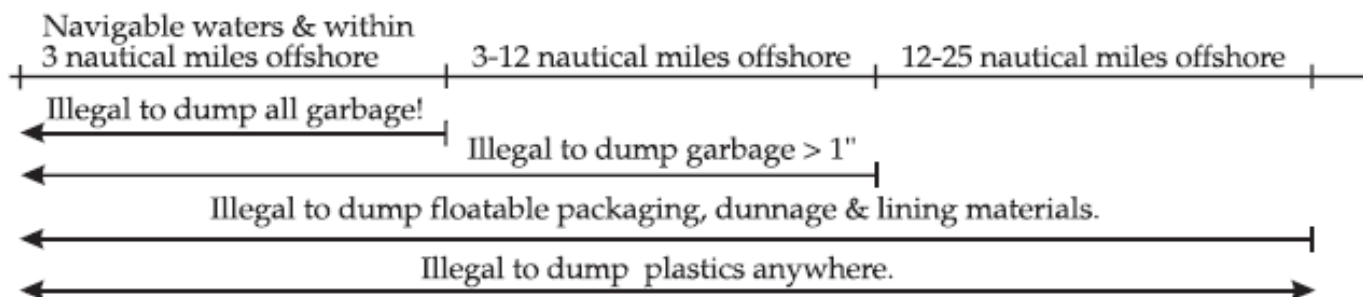 Navigable waters & within
3 nautical miles offshore
3-12 nautical miles offshore
12-25 nautical miles offshore
Illegal to dump all garbage!
Illegal to dump garbage > 1"
Illegal to dump floatable packaging, dunnage & lining materials.
Illegal to dump plastics anywhere.